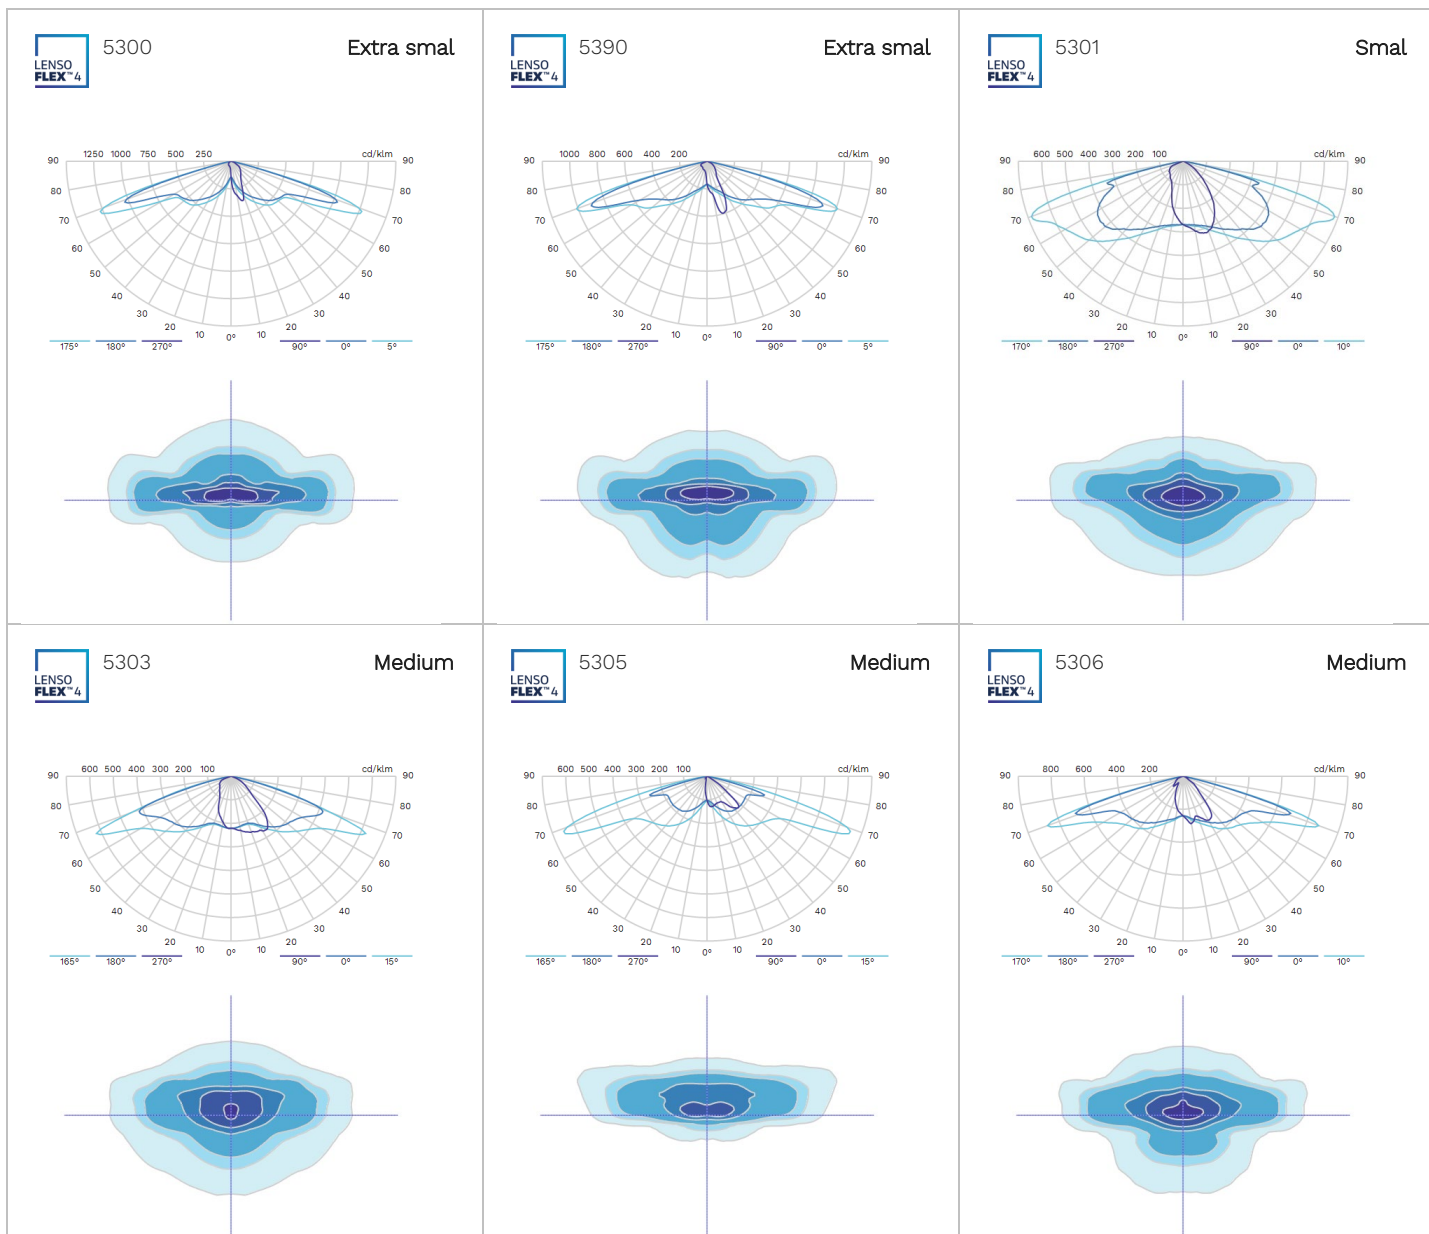 LENSO
FLEX™4
5300
Extra smal
1250 1000 750 500 250 cd/klm
90 90
80 80
70 70
60 60
50 50
40 40
30 30
20 20
10 0° 10
175° 180° 270° 90° 0° 5°
LENSO
FLEX™4
5390
Extra smal
1000 800 600 400 200 cd/klm
90 90
80 80
70 70
60 60
50 50
40 40
30 30
20 20
10 0° 10
175° 180° 270° 90° 0° 5°
LENSO
FLEX™4
5301
Smal
600 500 400 300 200 100 cd/klm
90 90
80 80
70 70
60 60
50 50
40 40
30 30
20 20
10 0° 10
170° 180° 270° 90° 0° 10°
LENSO
FLEX™4
5303
Medium
600 500 400 300 200 100 cd/klm
90 90
80 80
70 70
60 60
50 50
40 40
30 30
20 20
10 0° 10
165° 180° 270° 90° 0° 15°
LENSO
FLEX™4
5305
Medium
600 500 400 300 200 100 cd/klm
90 90
80 80
70 70
60 60
50 50
40 40
30 30
20 20
10 0° 10
165° 180° 270° 90° 0° 15°
LENSO
FLEX™4
5306
Medium
800 600 400 200 cd/klm
90 90
80 80
70 70
60 60
50 50
40 40
30 30
20 20
10 0° 10
170° 180° 270° 90° 0° 10°